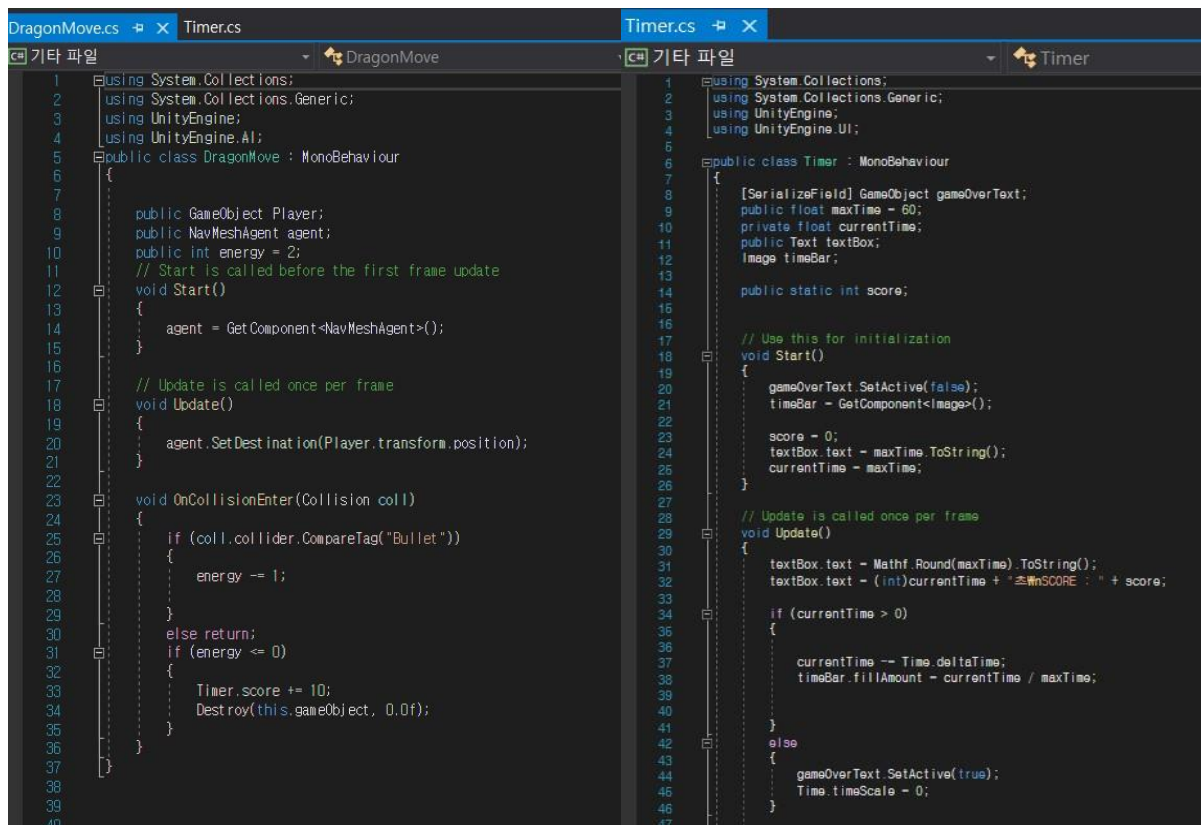 DragonMove.cs Timer.cs
C# 기타 파일 DragonMove
1 using System.Collections;
2 using System.Collections.Generic;
3 using UnityEngine;
4 using UnityEngine.AI;
5 public class DragonMove : MonoBehaviour
6 {
7
8 public GameObject Player;
9 public NavMeshAgent agent;
10 public int energy = 2;
11 // Start is called before the first frame update
12 void Start()
13 {
14 agent = GetComponent<NavMeshAgent>();
15 }
16
17 // Update is called once per frame
18 void Update()
19 {
20 agent.SetDestination(Player.transform.position);
21 }
22
23 void OnCollisionEnter(Collision coll)
24 {
25 if (coll.collider.CompareTag("Bullet"))
26 {
27 energy -= 1;
28
29 }
30 else return;
31 if (energy <= 0)
32 {
33 Timer.score += 10;
34 Destroy(this.gameObject, 0.0f);
35 }
36 }
37 }
38
39
Timer.cs
C# 기타 파일 Timer
1 using System.Collections;
2 using System.Collections.Generic;
3 using UnityEngine;
4 using UnityEngine.UI;
5
6 public class Timer : MonoBehaviour
7 {
8 [SerializeField] GameObject gameOverText;
9 public float maxTime = 60;
10 private float currentTime;
11 public Text textBox;
12 Image timeBar;
13
14 public static int score;
15
16
17 // Use this for initialization
18 void Start()
19 {
20 gameOverText.SetActive(false);
21 timeBar = GetComponent<Image>();
22
23 score = 0;
24 textBox.text = maxTime.ToString();
25 currentTime = maxTime;
26 }
27
28 // Update is called once per frame
29 void Update()
30 {
31 textBox.text = Mathf.Round(maxTime).ToString();
32 textBox.text = (int)currentTime + "초₩nSCORE : " + score;
33
34 if (currentTime > 0)
35 {
36
37 currentTime -= Time.deltaTime;
38 timeBar.fillAmount = currentTime / maxTime;
39
40
41 }
42 else
43 {
44 gameOverText.SetActive(true);
45 Time.timeScale = 0;
46 }